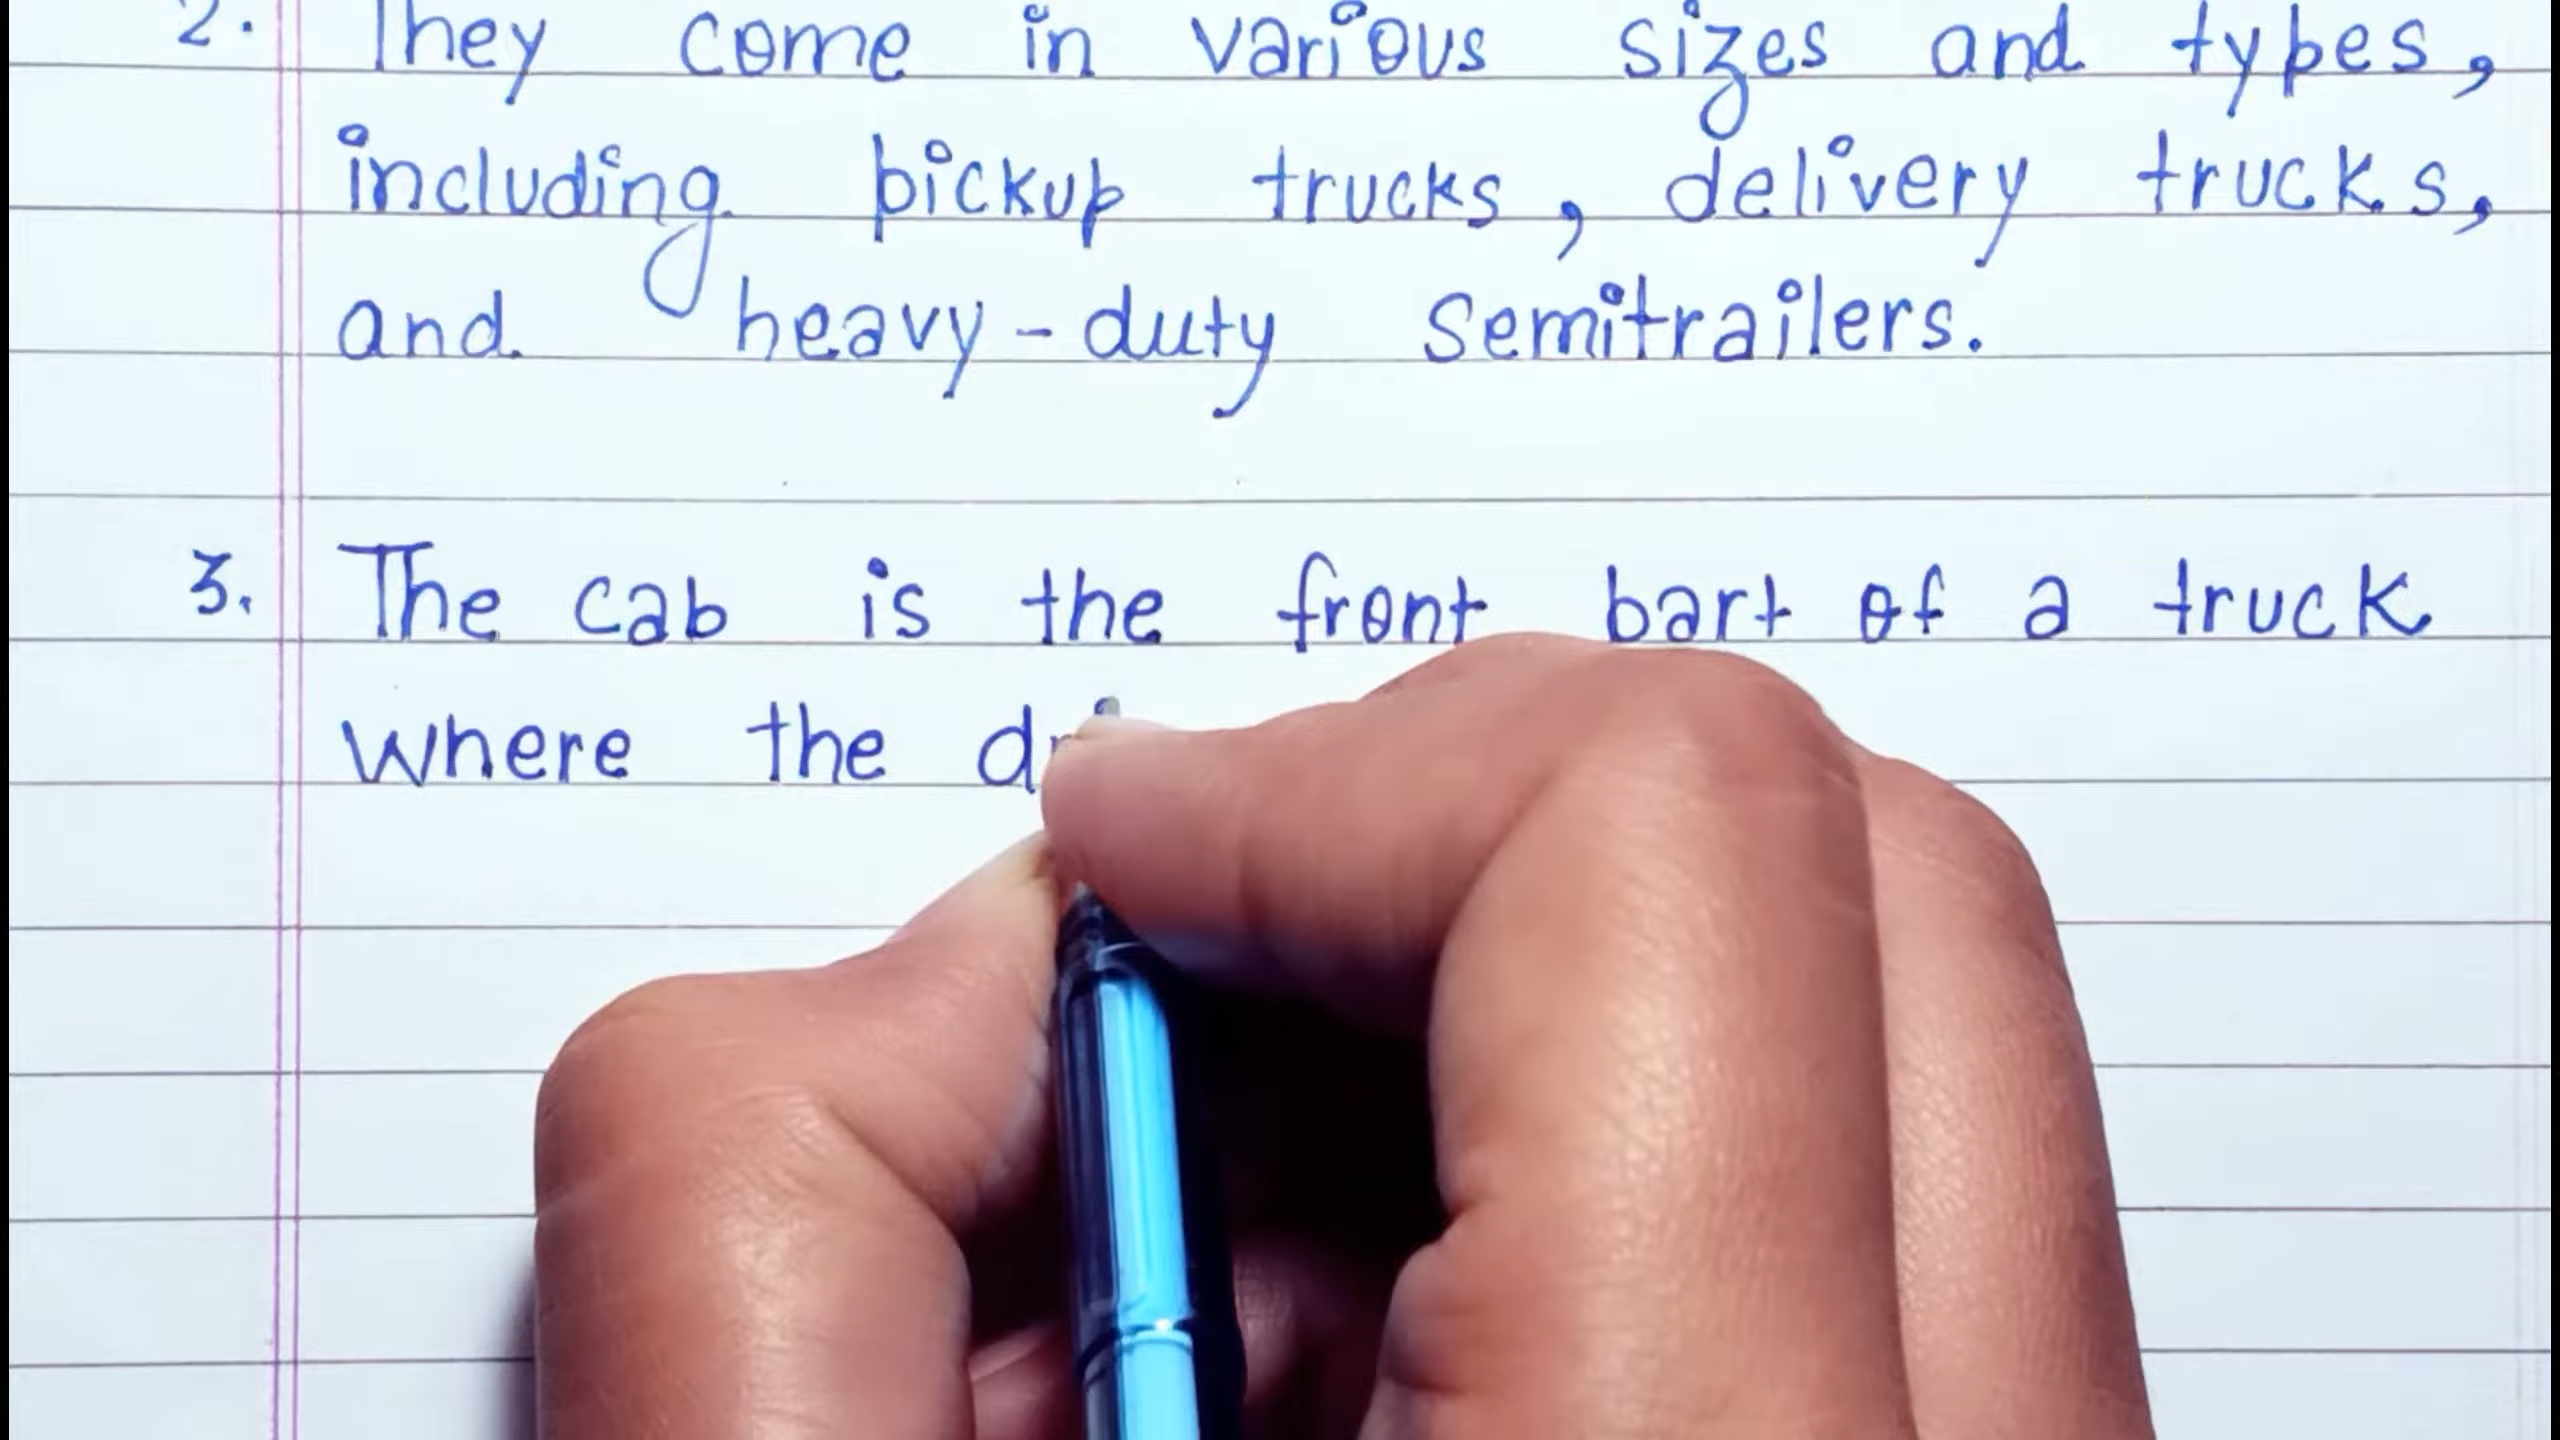 2. They come in various sizes and types,
including pickup trucks, delivery trucks,
and heavy-duty semitrailers.
3. The cab is the front part of a truck
where the